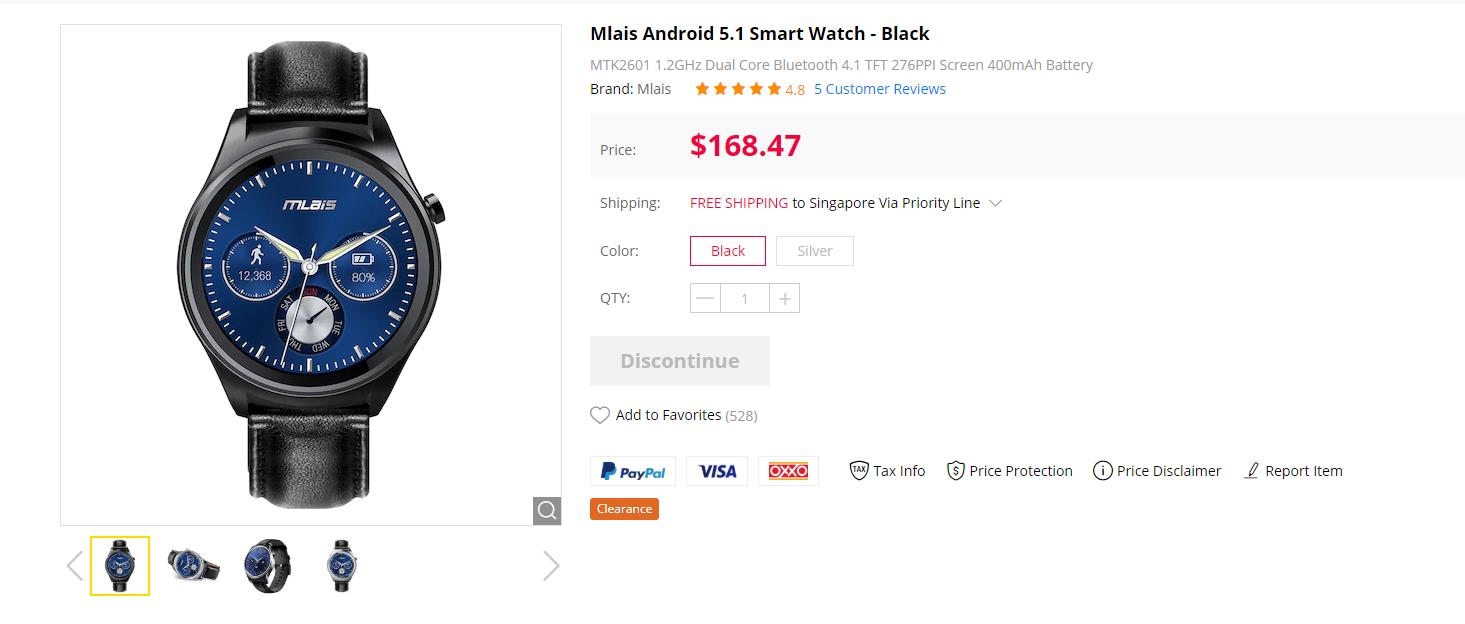 Mlais Android 5.1 Smart Watch - Black
MTK2601 1.2GHz Dual Core Bluetooth 4.1 TFT 276PPI Screen 400mAh Battery
Brand: Mlais 4.8 5 Customer Reviews
Price: $168.47
Shipping: FREE SHIPPING to Singapore Via Priority Line
Color: Black Silver
QTY: 1
Discontinue
Add to Favorites (528)
PayPal VISA OXXO TAX Tax Info $ Price Protection i Price Disclaimer Report Item
Clearance
mlais
12,368
80%
SUN MON TUE WED THU FRI SAT